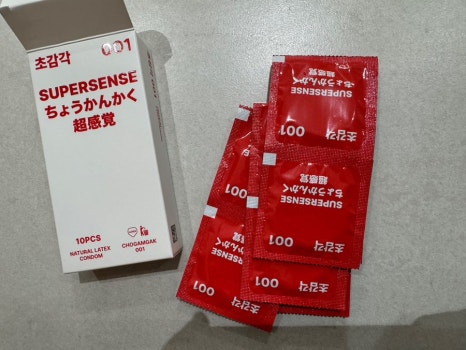 초감각 001
SUPERSENSE
ちょうかんかく
超感覚
10PCS
NATURAL LATEX
CONDOM
CHOGAMGAK
001
SUPERSENSE
ちょうかんかく
超感覚
초감각 001
SUPERSENSE
ちょうかんかく
超感覚
초감각 001
SUPERSENSE
초감각
001
001